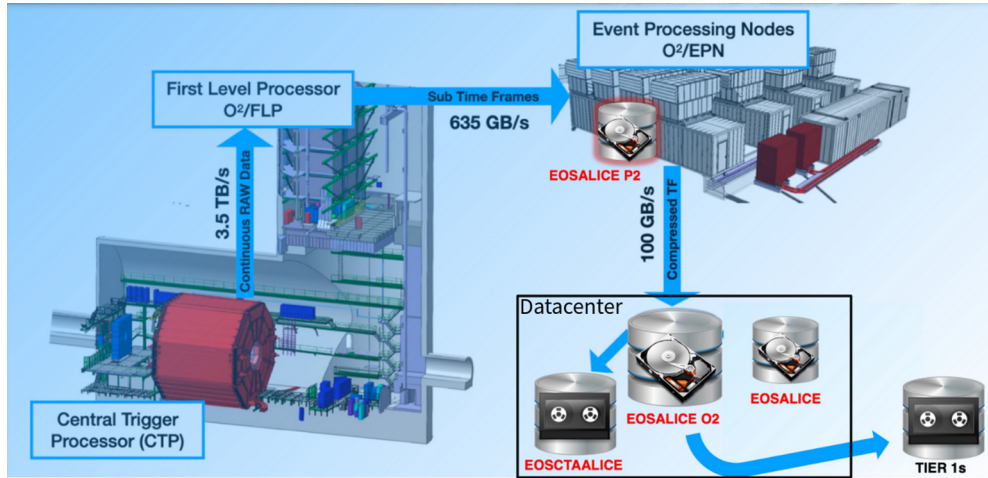 Event Processing Nodes
O²/EPN
First Level Processor
O²/FLP
Sub Time Frames
635 GB/s
EOSALICE P2
3.5 TB/s
Continuous RAW Data
100 GB/s
Compressed TF
Datacenter
EOSALICE
EOSALICE O2
Central Trigger
Processor (CTP)
EOSCTAALICE
TIER 1s